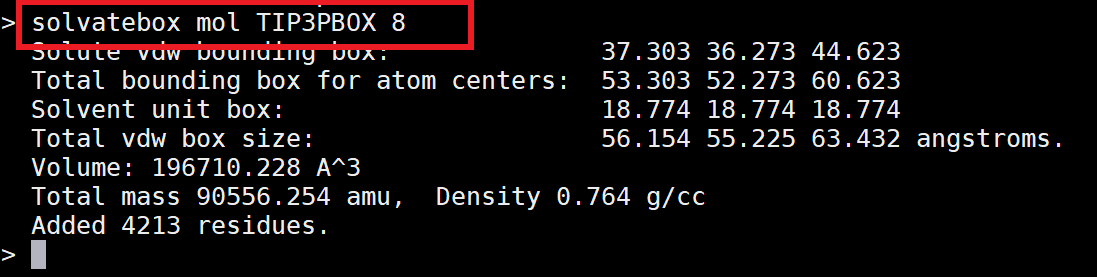 > solvatebox mol TIP3PBOX 8
Solute vdw bounding box: 37.303 36.273 44.623
Total bounding box for atom centers: 53.303 52.273 60.623
Solvent unit box: 18.774 18.774 18.774
Total vdw box size: 56.154 55.225 63.432 angstroms.
Volume: 196710.228 A^3
Total mass 90556.254 amu, Density 0.764 g/cc
Added 4213 residues.
>